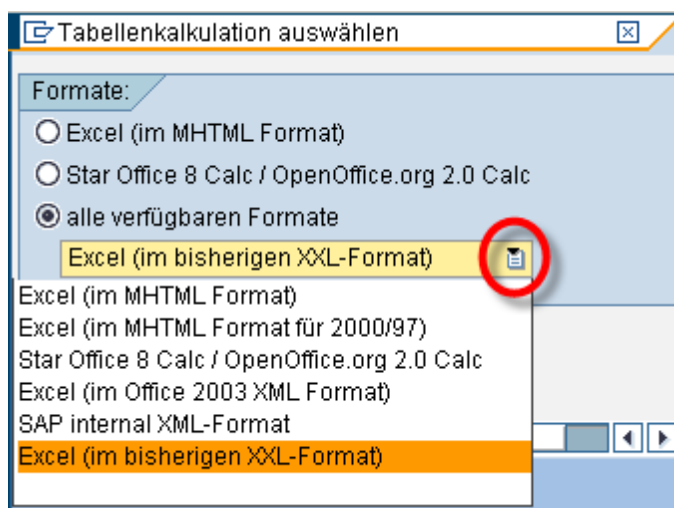 Tabellenkalkulation auswählen
Formate:
Excel (im MHTML Format)
Star Office 8 Calc / OpenOffice.org 2.0 Calc
alle verfügbaren Formate
Excel (im bisherigen XXL-Format)
Excel (im MHTML Format)
Excel (im MHTML Format für 2000/97)
Star Office 8 Calc / OpenOffice.org 2.0 Calc
Excel (im Office 2003 XML Format)
SAP internal XML-Format
Excel (im bisherigen XXL-Format)